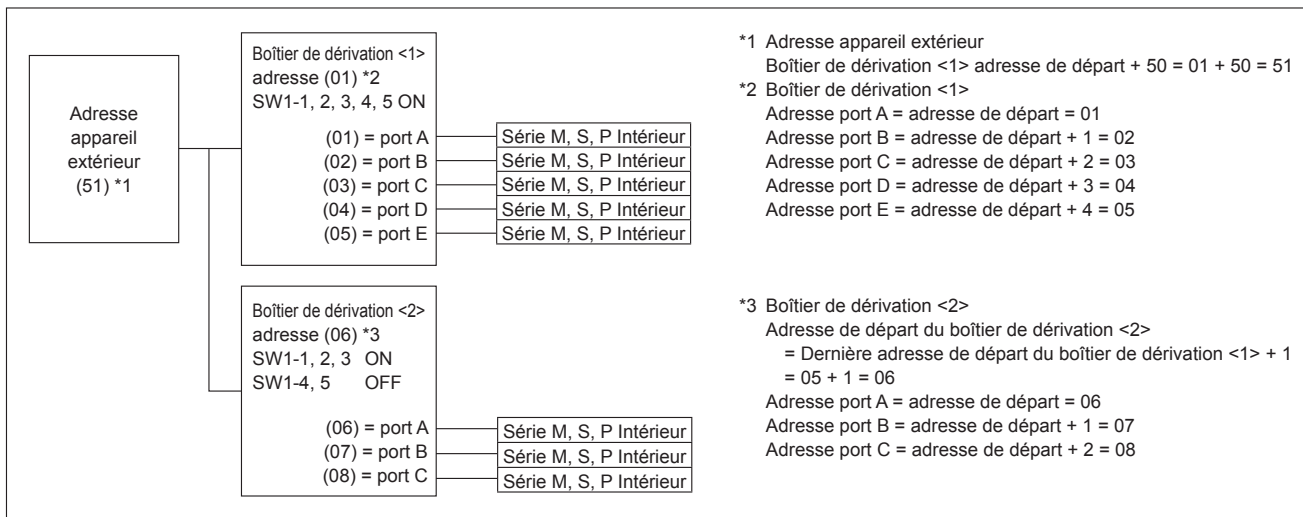 Adresse
appareil
extérieur
(51) *1
Boîtier de dérivation <1>
adresse (01) *2
SW1-1, 2, 3, 4, 5 ON
(01) = port A
Série M, S, P Intérieur
(02) = port B
Série M, S, P Intérieur
(03) = port C
Série M, S, P Intérieur
(04) = port D
Série M, S, P Intérieur
(05) = port E
Série M, S, P Intérieur
Boîtier de dérivation <2>
adresse (06) *3
SW1-1, 2, 3 ON
SW1-4, 5 OFF
(06) = port A
Série M, S, P Intérieur
(07) = port B
Série M, S, P Intérieur
(08) = port C
Série M, S, P Intérieur
*1 Adresse appareil extérieur
Boîtier de dérivation <1> adresse de départ + 50 = 01 + 50 = 51
*2 Boîtier de dérivation <1>
Adresse port A = adresse de départ = 01
Adresse port B = adresse de départ + 1 = 02
Adresse port C = adresse de départ + 2 = 03
Adresse port D = adresse de départ + 3 = 04
Adresse port E = adresse de départ + 4 = 05
*3 Boîtier de dérivation <2>
Adresse de départ du boîtier de dérivation <2>
= Dernière adresse de départ du boîtier de dérivation <1> + 1
= 05 + 1 = 06
Adresse port A = adresse de départ = 06
Adresse port B = adresse de départ + 1 = 07
Adresse port C = adresse de départ + 2 = 08